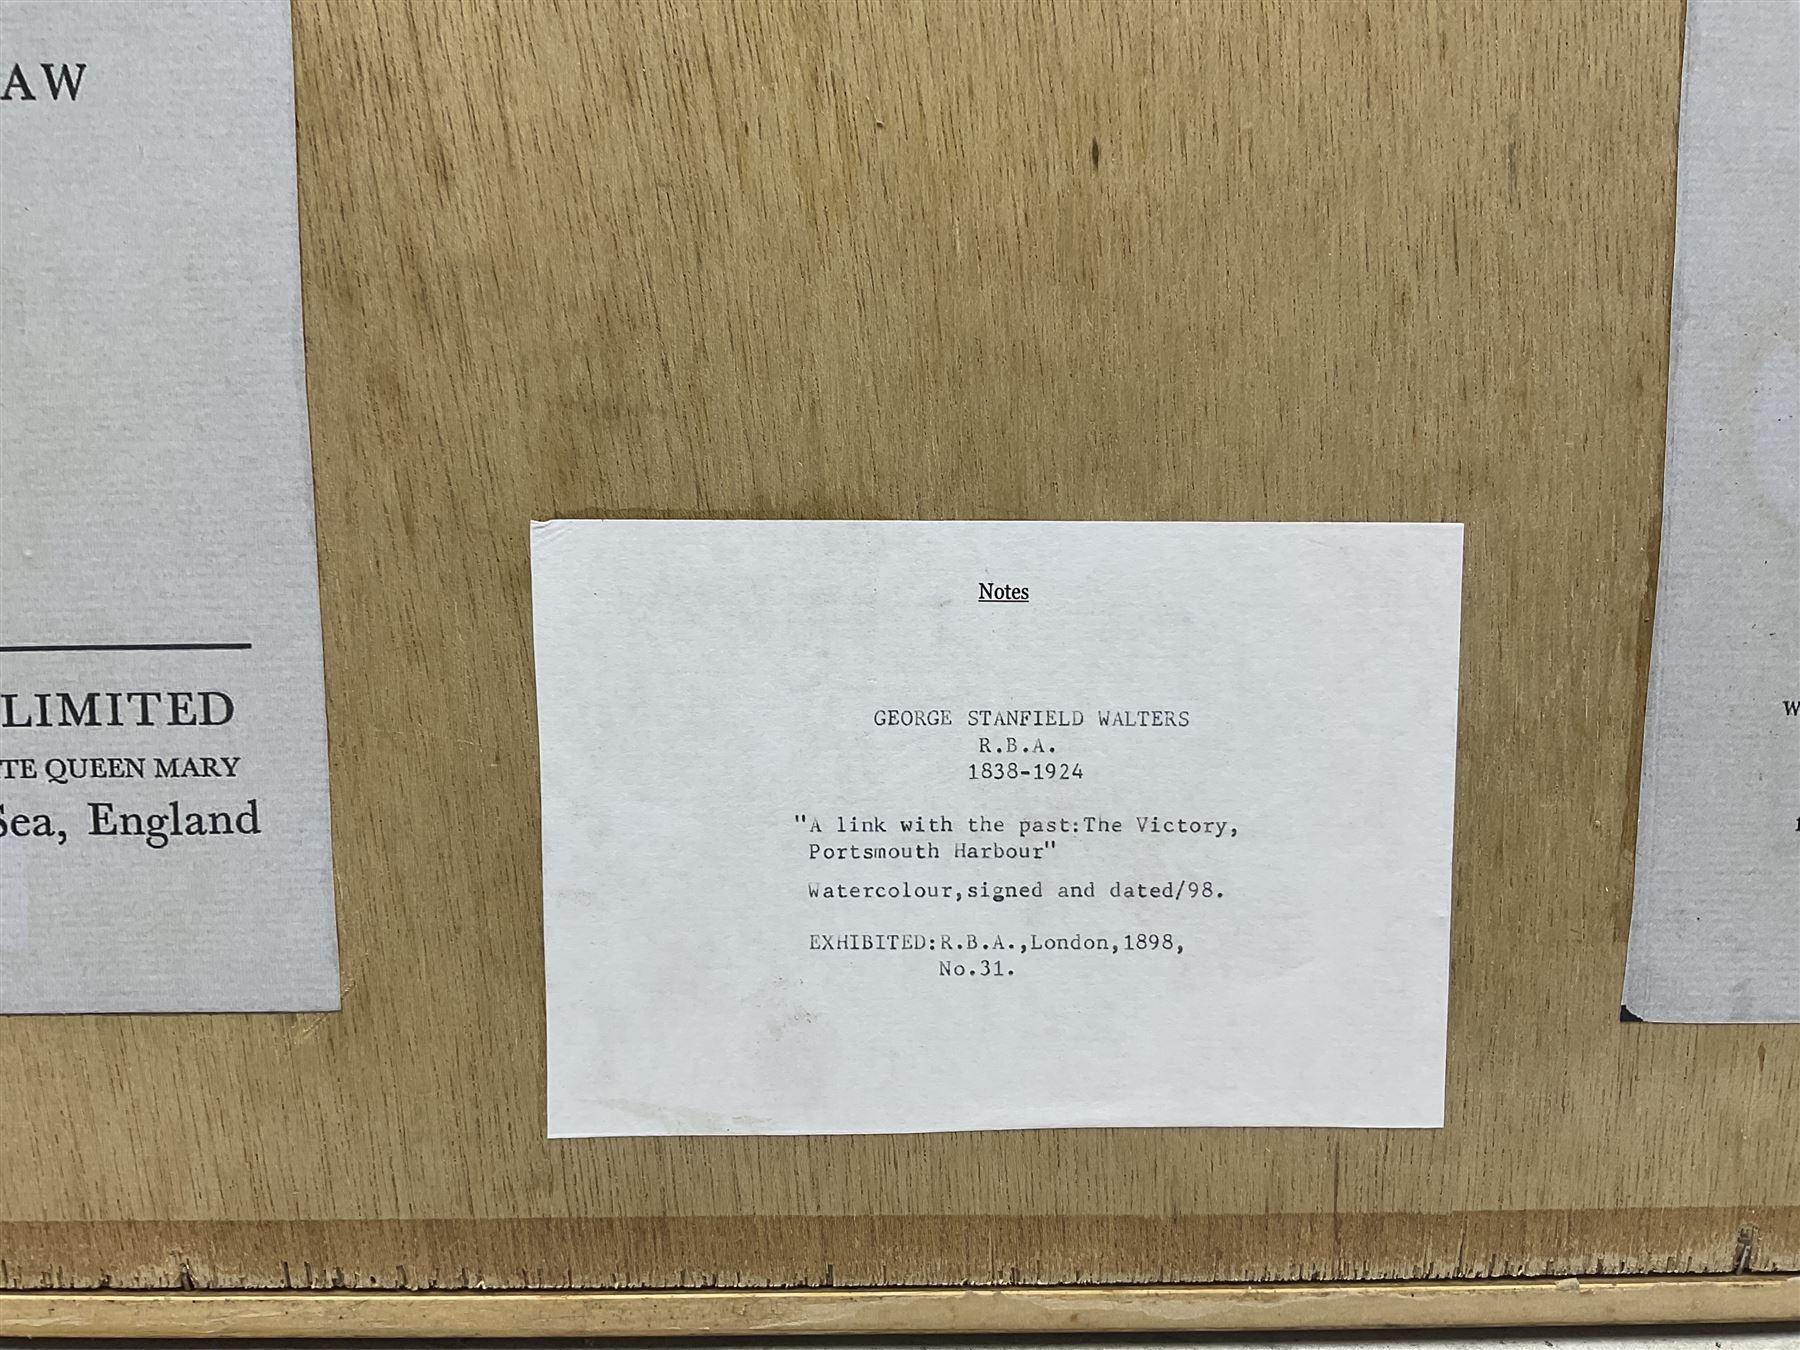 AW
LIMITED
TE QUEEN MARY
Sea, England
Notes
GEORGE STANFIELD WALTERS
R.B.A.
1838-1924
"A link with the past:The Victory,
Portsmouth Harbour"
Watercolour,signed and dated/98.
EXHIBITED:R.B.A.,London,1898,
No.31.
W